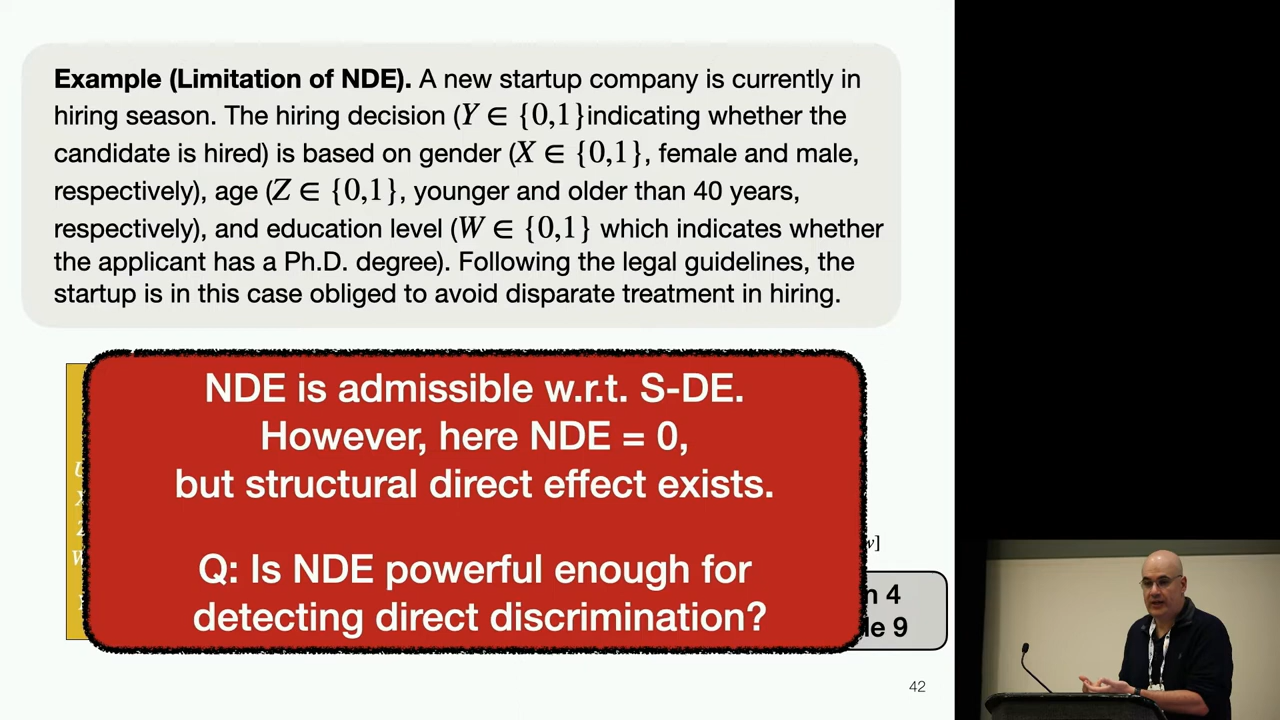 Example (Limitation of NDE). A new startup company is currently in
hiring season. The hiring decision (Y ∈ {0,1}indicating whether the
candidate is hired) is based on gender (X ∈ {0,1}, female and male,
respectively), age (Z ∈ {0,1}, younger and older than 40 years,
respectively), and education level (W ∈ {0,1} which indicates whether
the applicant has a Ph.D. degree). Following the legal guidelines, the
startup is in this case obliged to avoid disparate treatment in hiring.
NDE is admissible w.r.t. S-DE.
However, here NDE = 0,
but structural direct effect exists.
Q: Is NDE powerful enough for
detecting direct discrimination?
w]
h 4
le 9
42